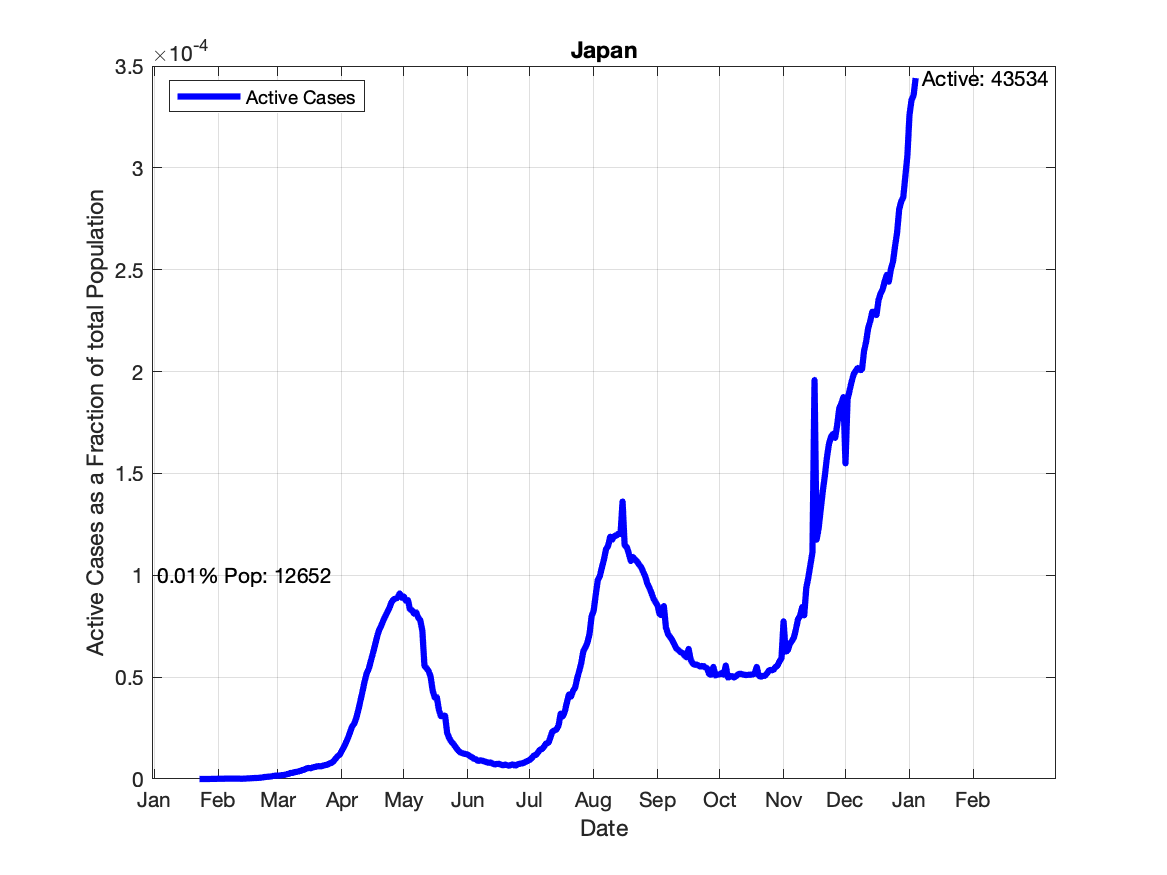 Japan
×10-4
3.5
3
2.5
2
1.5
1
0.5
0
Active Cases as a Fraction of total Population
Active Cases
Active: 43534
0.01% Pop: 12652
Jan Feb Mar Apr May Jun Jul Aug Sep Oct Nov Dec Jan Feb
Date